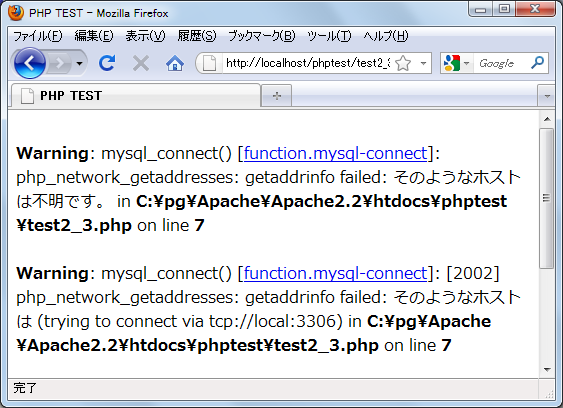 PHP TEST - Mozilla Firefox
ファイル(F) 編集(E) 表示(V) 履歴(S) ブックマーク(B) ツール(T) ヘルプ(H)
http://localhost/phptest/test2_3 Google
PHP TEST
Warning: mysql_connect() [function.mysql-connect]:
php_network_getaddresses: getaddrinfo failed: そのようなホスト
は不明です。 in C:¥pg¥Apache¥Apache2.2¥htdocs¥phptest
¥test2_3.php on line 7
Warning: mysql_connect() [function.mysql-connect]: [2002]
php_network_getaddresses: getaddrinfo failed: そのようなホスト
は (trying to connect via tcp://local:3306) in C:¥pg¥Apache
¥Apache2.2¥htdocs¥phptest¥test2_3.php on line 7
完了